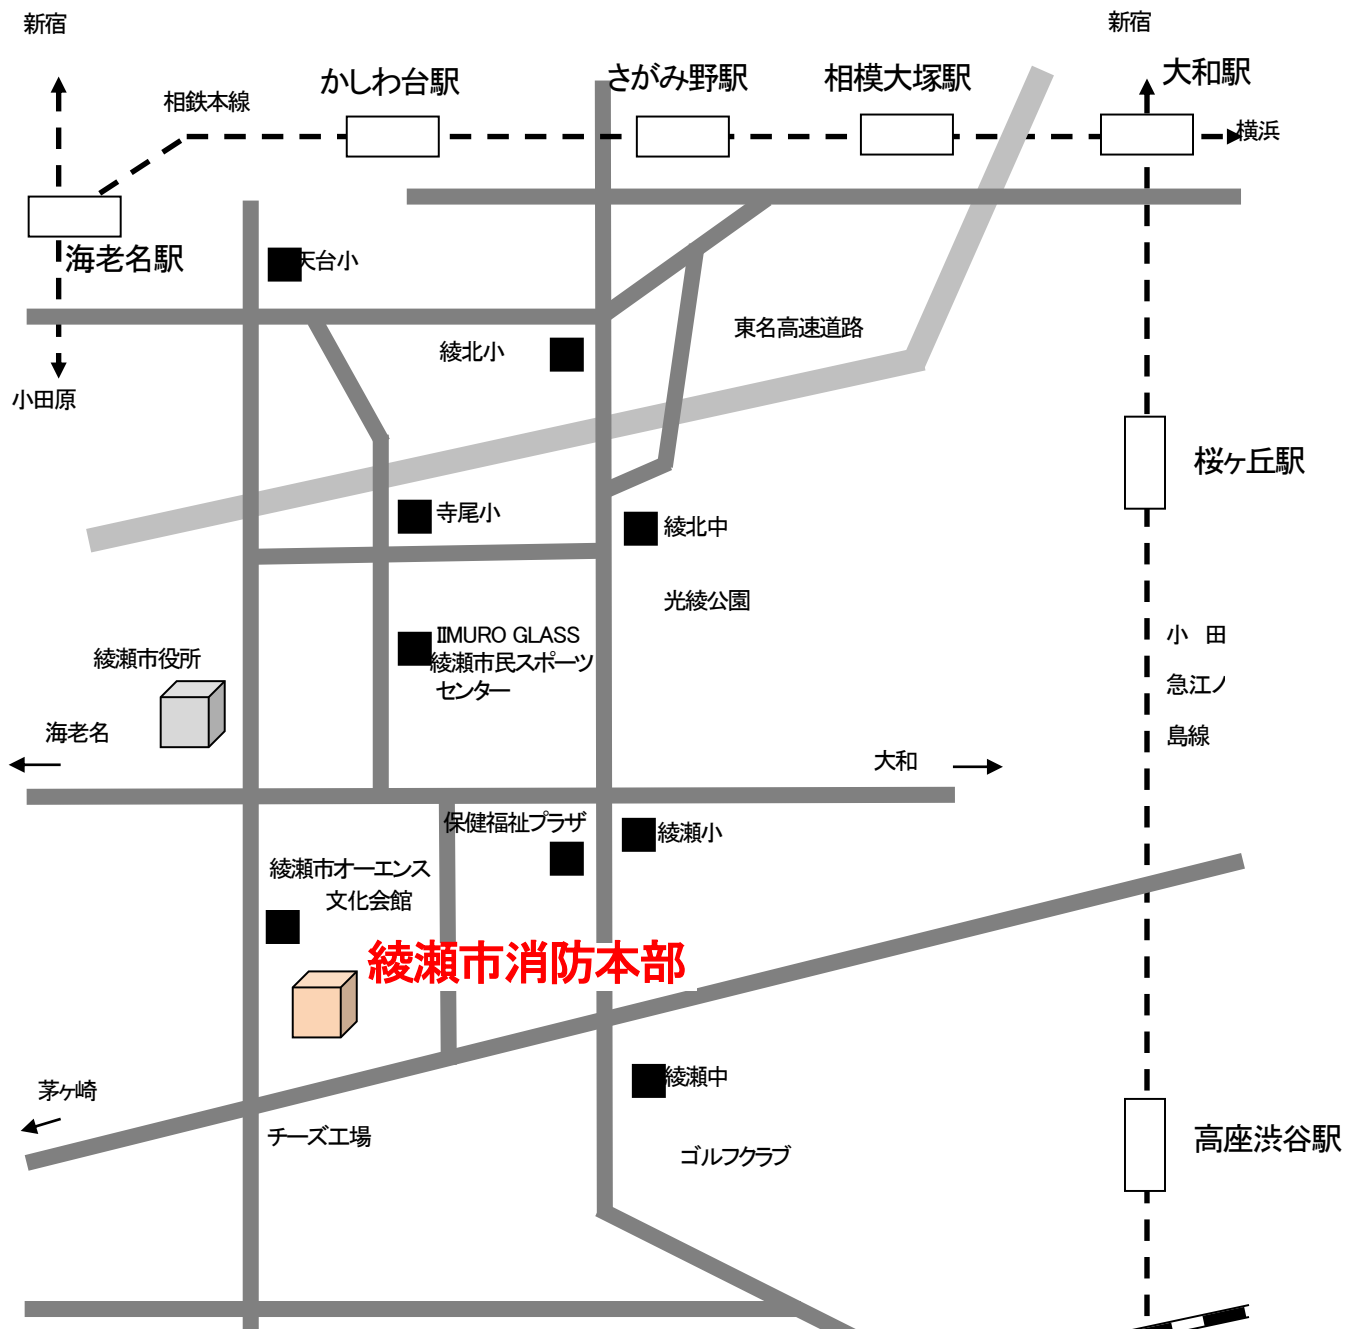 新宿
新宿
かしわ台駅
さがみ野駅
相模大塚駅
大和駅
相鉄本線
横浜
海老名駅
天台小
東名高速道路
綾北小
小田原
桜ヶ丘駅
寺尾小
綾北中
光綾公園
IIMURO GLASS
綾瀬市民スポーツ
センター
小 田
急江ノ
島線
綾瀬市役所
海老名
大和
保健福祉プラザ
綾瀬小
綾瀬市オーエンス
文化会館
綾瀬市消防本部
茅ヶ崎
綾瀬中
チーズ工場
ゴルフクラブ
高座渋谷駅